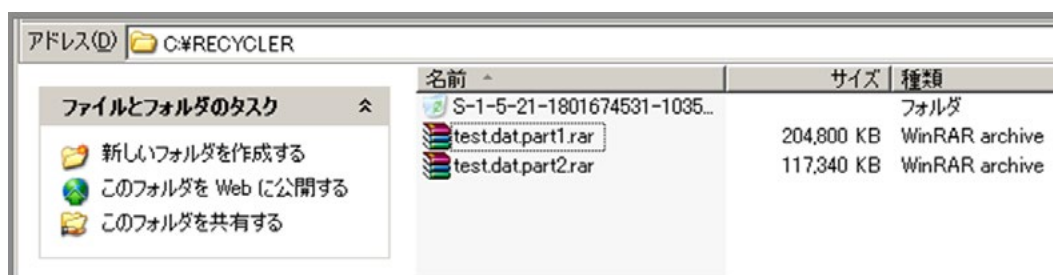 アドレス(D) C:¥RECYCLER
名前 サイズ 種類
ファイルとフォルダのタスク
新しいフォルダを作成する
このフォルダを Web に公開する
このフォルダを共有する
S-1-5-21-1801674531-1035... フォルダ
test.dat.part1.rar 204,800 KB WinRAR archive
test.dat.part2.rar 117,340 KB WinRAR archive